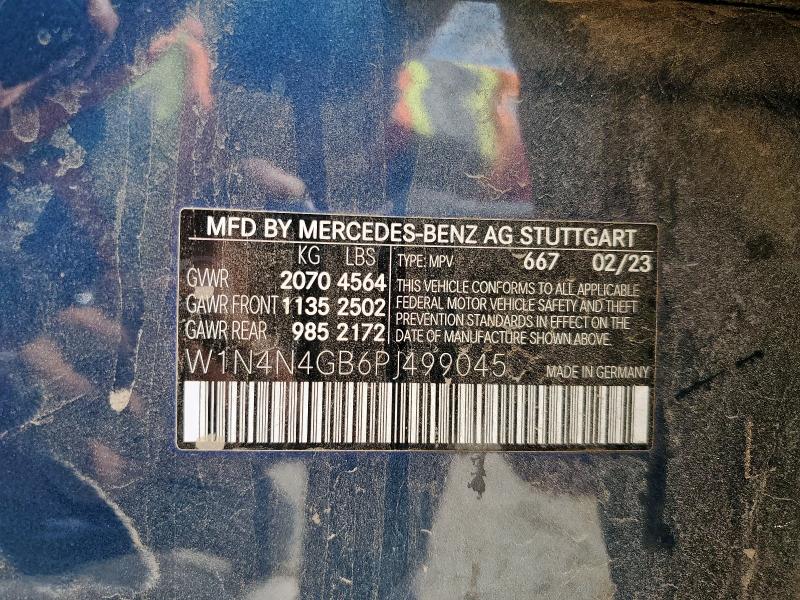 MFD BY MERCEDES-BENZ AG STUTTGART
KG LBS
GVWR 2070 4564
GAWR FRONT 1135 2502
GAWR REAR 985 2172
TYPE: MPV 667 02/23
THIS VEHICLE CONFORMS TO ALL APPLICABLE
FEDERAL MOTOR VEHICLE SAFETY AND THEFT
PREVENTION STANDARDS IN EFFECT ON THE
DATE OF MANUFACTURE SHOWN ABOVE.
W1N4N4GB6PJ499045
MADE IN GERMANY